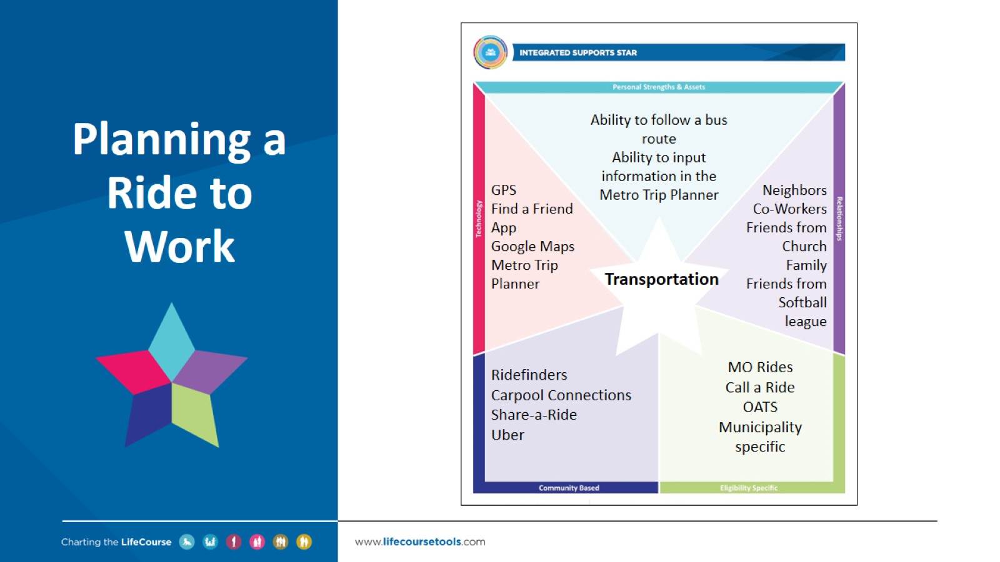 Planning a
Ride to
Work
INTEGRATED SUPPORTS STAR
Personal Strengths & Assets
Ability to follow a bus
route
Ability to input
information in the
Metro Trip Planner
Technology
GPS
Find a Friend
App
Google Maps
Metro Trip
Planner
Transportation
Neighbors
Co-Workers
Friends from
Church
Family
Friends from
Softball
league
Relationships
Ridefinders
Carpool Connections
Share-a-Ride
Uber
Community Based
MO Rides
Call a Ride
OATS
Municipality
specific
Eligibility Specific
Charting the LifeCourse
www.lifecoursetools.com